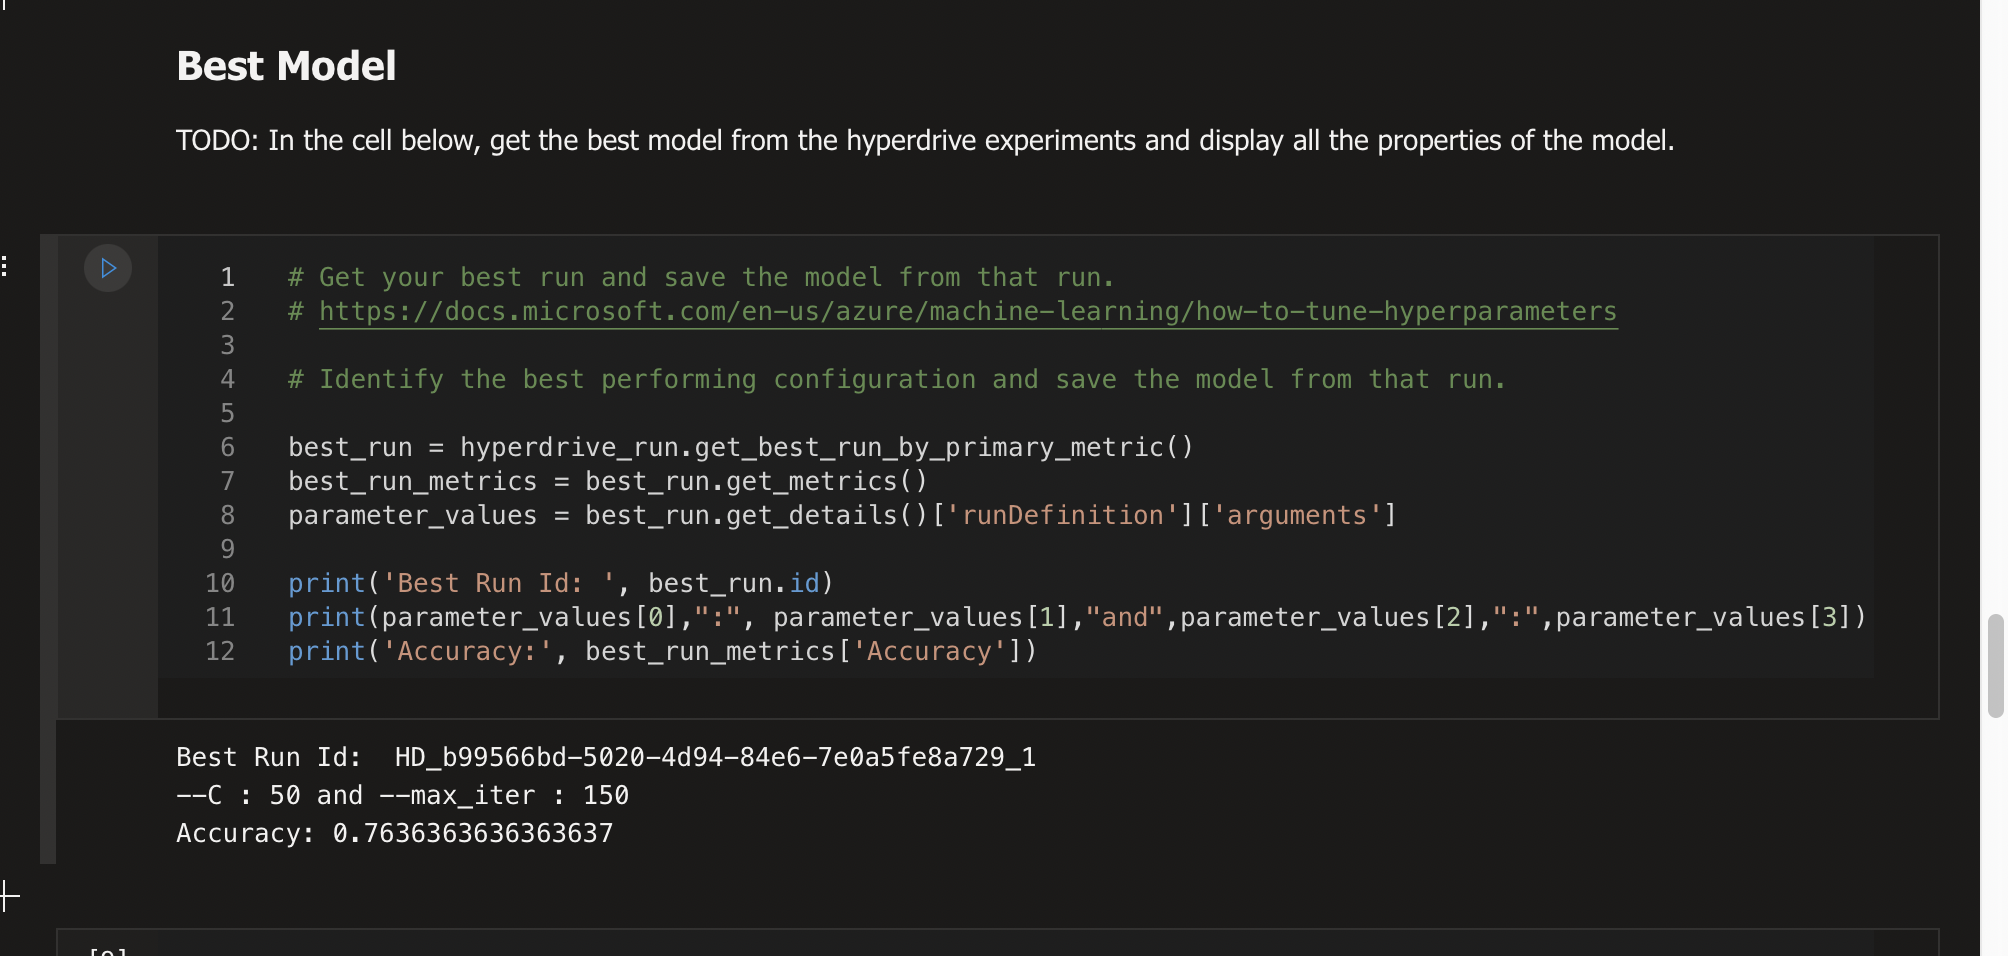 Best Model
TODO: In the cell below, get the best model from the hyperdrive experiments and display all the properties of the model.
1 # Get your best run and save the model from that run.
2 # https://docs.microsoft.com/en-us/azure/machine-learning/how-to-tune-hyperparameters
3
4 # Identify the best performing configuration and save the model from that run.
5
6 best_run = hyperdrive_run.get_best_run_by_primary_metric()
7 best_run_metrics = best_run.get_metrics()
8 parameter_values = best_run.get_details()['runDefinition']['arguments']
9
10 print('Best Run Id: ', best_run.id)
11 print(parameter_values[0],":", parameter_values[1],"and",parameter_values[2],":",parameter_values[3])
12 print('Accuracy:', best_run_metrics['Accuracy'])
Best Run Id:  HD_b99566bd-5020-4d94-84e6-7e0a5fe8a729_1
--C : 50 and --max_iter : 150
Accuracy: 0.7636363636363637